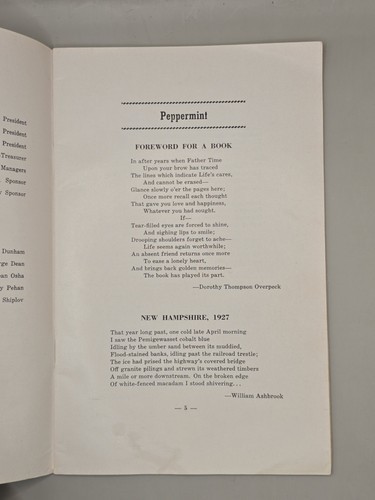 President
President
President
Treasurer
Managers
Sponsor
Sponsor
Dunham
Dean
Osha
Pehan
Shiplov
Peppermint
FOREWORD FOR A BOOK
In after years when Father Time
Upon your brow has traced
The lines which indicate Life's cares,
And cannot be erased—
Glance slowly o'er the pages here;
Once more recall each thought
That gave you love and happiness,
Whatever you had sought.
If—
Tear-filled eyes are forced to shine,
And sighing lips to smile;
Drooping shoulders forget to ache—
Life seems again worthwhile;
An absent friend returns once more
To ease a lonely heart,
And brings back golden memories—
The book has played its part.
—Dorothy Thompson Overpeck
NEW HAMPSHIRE, 1927
That year long past, one cold late April morning
I saw the Pemigewasset cobalt blue
Idling by the umber sand between its muddied,
Flood-stained banks, idling past the railroad trestle;
The ice had prised the highway's covered bridge
Off granite pilings and strewn its weathered timbers
A mile or more downstream. On the broken edge
Of white-fenced macadam I stood shivering...
—William Ashbrook
— 5 —